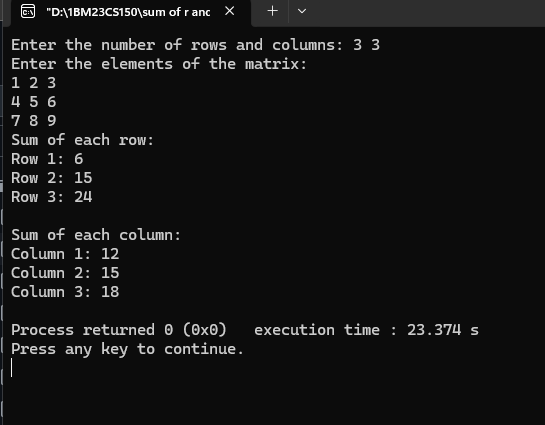 "D:\1BM23CS150\sum of r and
Enter the number of rows and columns: 3 3
Enter the elements of the matrix:
1 2 3
4 5 6
7 8 9
Sum of each row:
Row 1: 6
Row 2: 15
Row 3: 24
Sum of each column:
Column 1: 12
Column 2: 15
Column 3: 18
Process returned 0 (0x0)   execution time : 23.374 s
Press any key to continue.